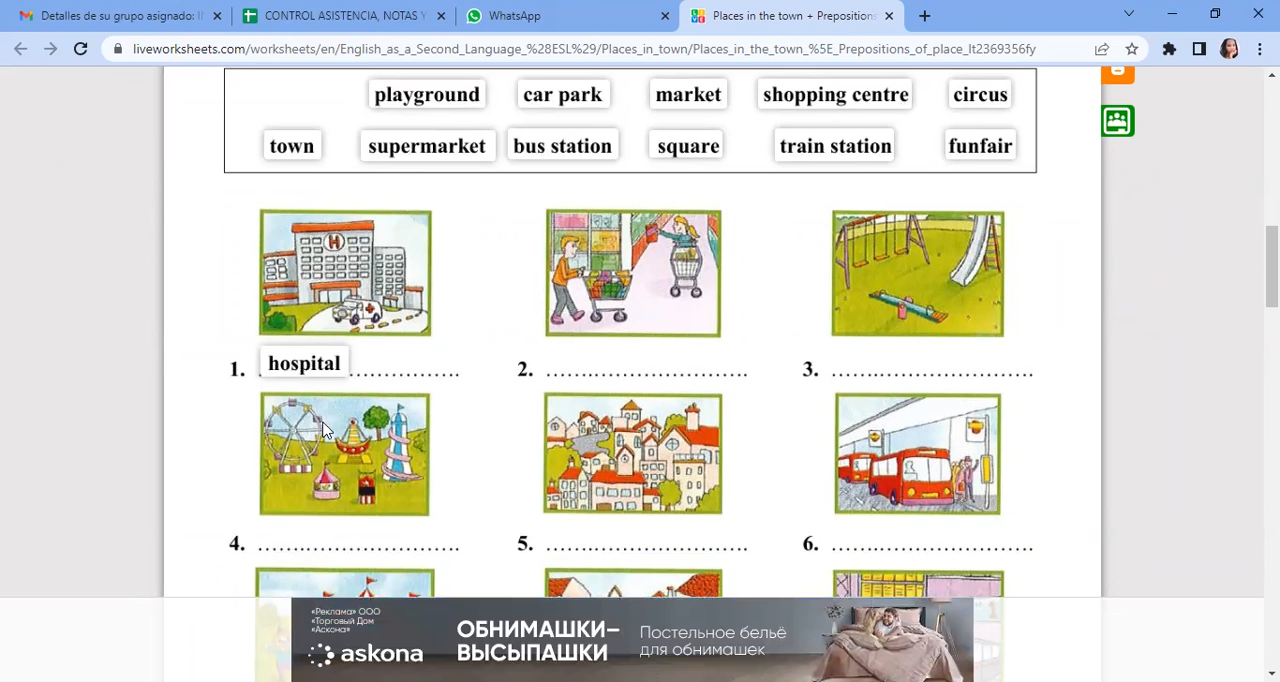 Detalles de su grupo asignado: I
CONTROL ASISTENCIA, NOTAS Y
WhatsApp
Places in the town + Prepositions
liveworksheets.com/worksheets/en/English_as_a_Second_Language_%28ESL%29/Places_in_town/Places_in_the_town_%5E_Prepositions_of_place_lt2369356fy
playground car park market shopping centre circus
town supermarket bus station square train station funfair
H
1. hospital
2. ....................................
3. ....................................
4. ....................................
5. ....................................
6. ....................................
«Реклама» ООО
«Торговый Дом
«Аскона»
askona
ОБНИМАШКИ–
ВЫСЫПАШКИ
Постельное бельё
для обнимашек